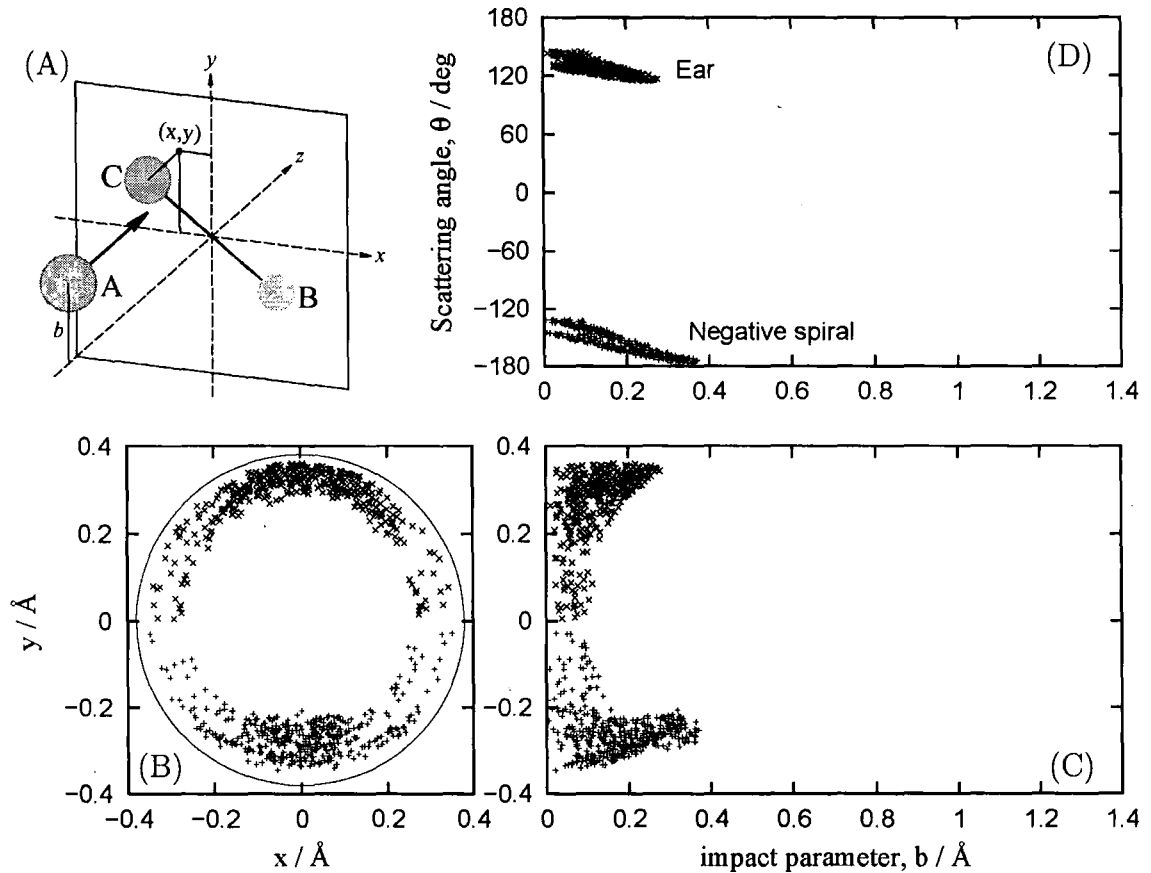 (A)
y
(x,y)
z
C
x
A
B
b
180
120
60
0
−60
−120
−180
Scattering angle, θ / deg
Ear
(D)
Negative spiral
0 0.2 0.4 0.6 0.8 1 1.2 1.4
0.4
0.2
0
−0.2
−0.4
y / Å
(B)
−0.4 −0.2 0 0.2 0.4
x / Å
0.4
0.2
0
−0.2
−0.4
(C)
0 0.2 0.4 0.6 0.8 1 1.2 1.4
impact parameter, b / Å